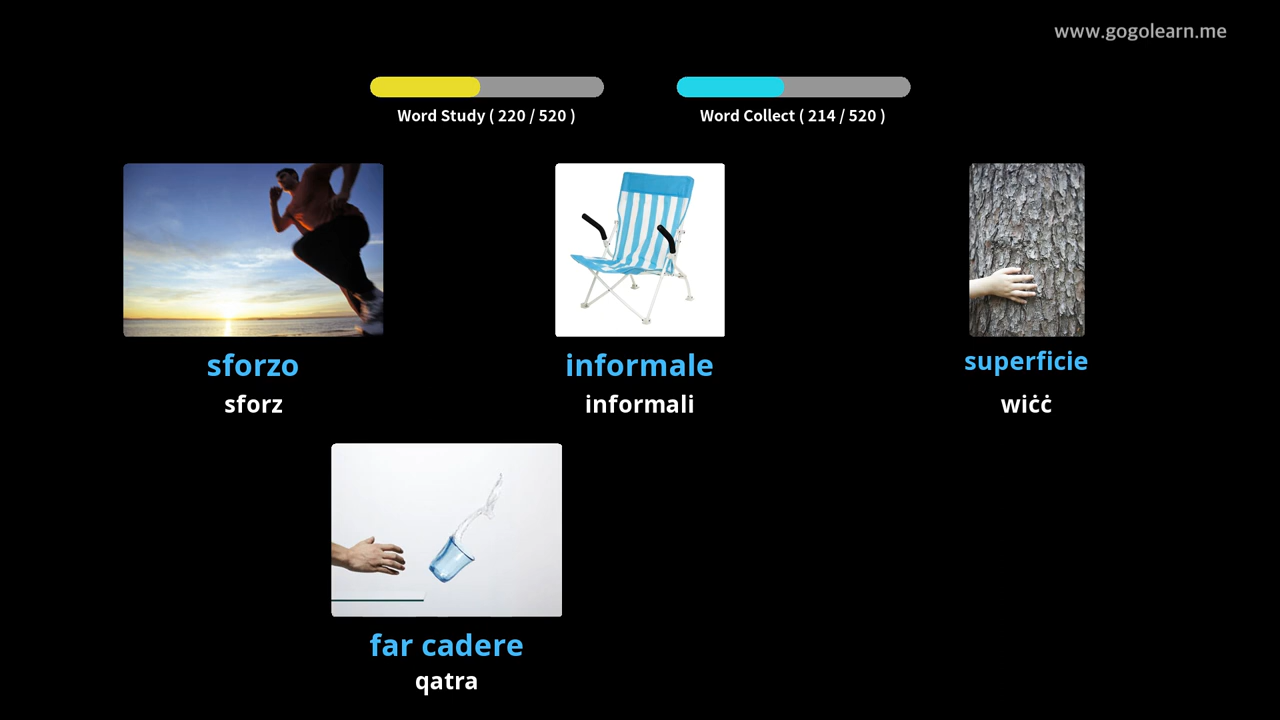 www.gogolearn.me
Word Study ( 220 / 520 )
Word Collect ( 214 / 520 )
sforzo
sforz
informale
informali
superficie
wiċċ
far cadere
qatra